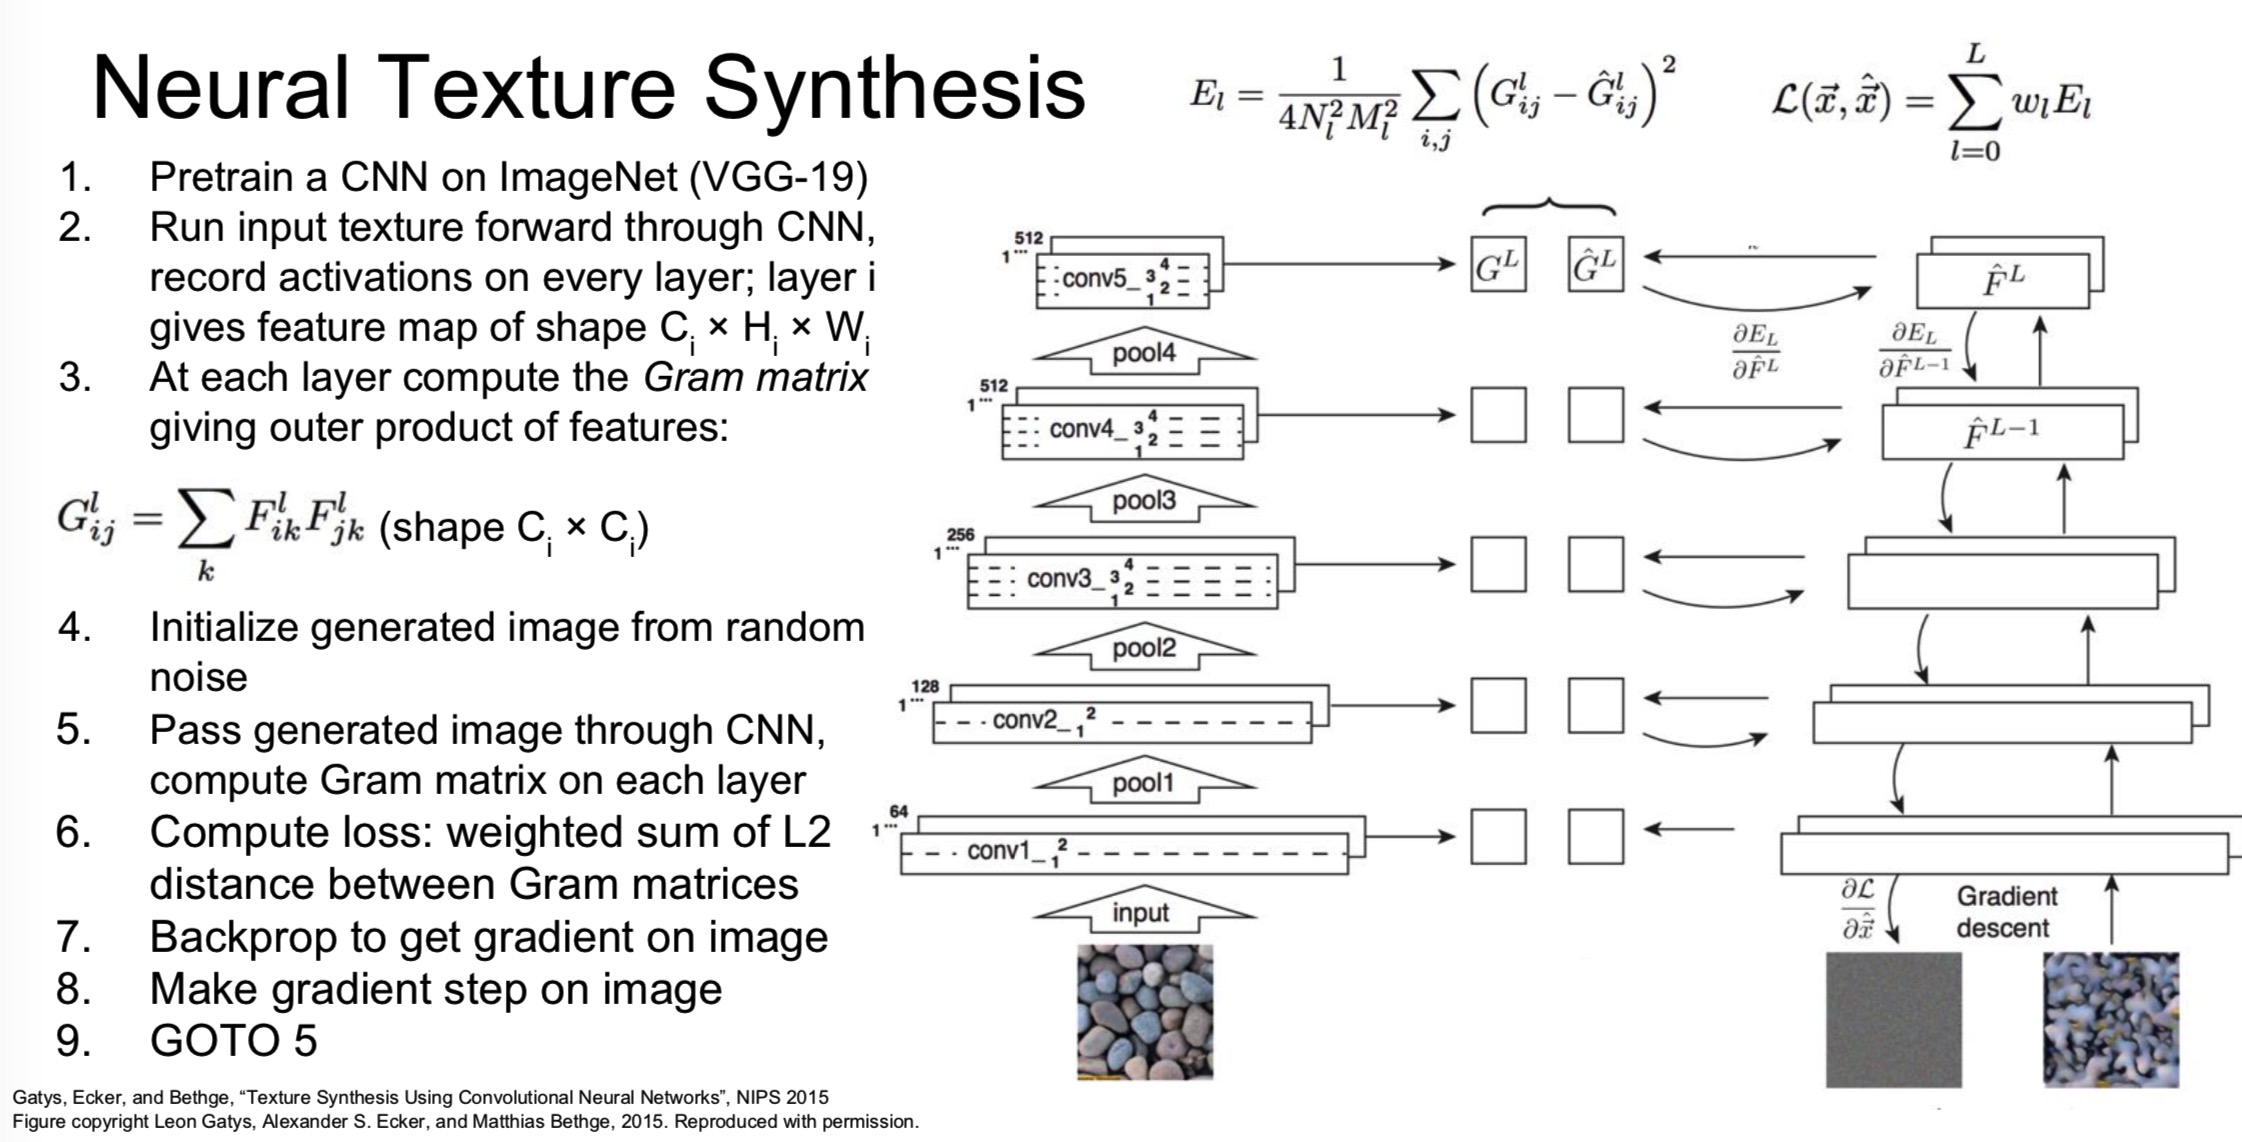 Neural Texture Synthesis
E_l = \frac{1}{4N_l^2 M_l^2} \sum_{i,j} (G_{ij}^l - \hat{G}_{ij}^l)^2
\mathcal{L}(\vec{x}, \hat{\vec{x}}) = \sum_{l=0}^{L} w_l E_l
1. Pretrain a CNN on ImageNet (VGG-19)
2. Run input texture forward through CNN,
record activations on every layer; layer i
gives feature map of shape C_i × H_i × W_i
3. At each layer compute the Gram matrix
giving outer product of features:
G_{ij}^l = \sum_k F_{ik}^l F_{jk}^l (shape C_i × C_i)
4. Initialize generated image from random
noise
5. Pass generated image through CNN,
compute Gram matrix on each layer
6. Compute loss: weighted sum of L2
distance between Gram matrices
7. Backprop to get gradient on image
8. Make gradient step on image
9. GOTO 5
512
1...
conv5_ 1 2 3 4
G^L
\hat{G}^L
\hat{F}^L
\frac{\partial E_L}{\partial \hat{F}^L}
\frac{\partial E_L}{\partial \hat{F}^{L-1}}
pool4
512
1...
conv4_ 1 2 3 4
\hat{F}^{L-1}
pool3
256
1...
conv3_ 1 2 3 4
pool2
128
1...
conv2_ 1 2
pool1
64
1...
conv1_ 1 2
input
\frac{\partial \mathcal{L}}{\partial \hat{\vec{x}}}
Gradient
descent
Gatys, Ecker, and Bethge, “Texture Synthesis Using Convolutional Neural Networks”, NIPS 2015
Figure copyright Leon Gatys, Alexander S. Ecker, and Matthias Bethge, 2015. Reproduced with permission.